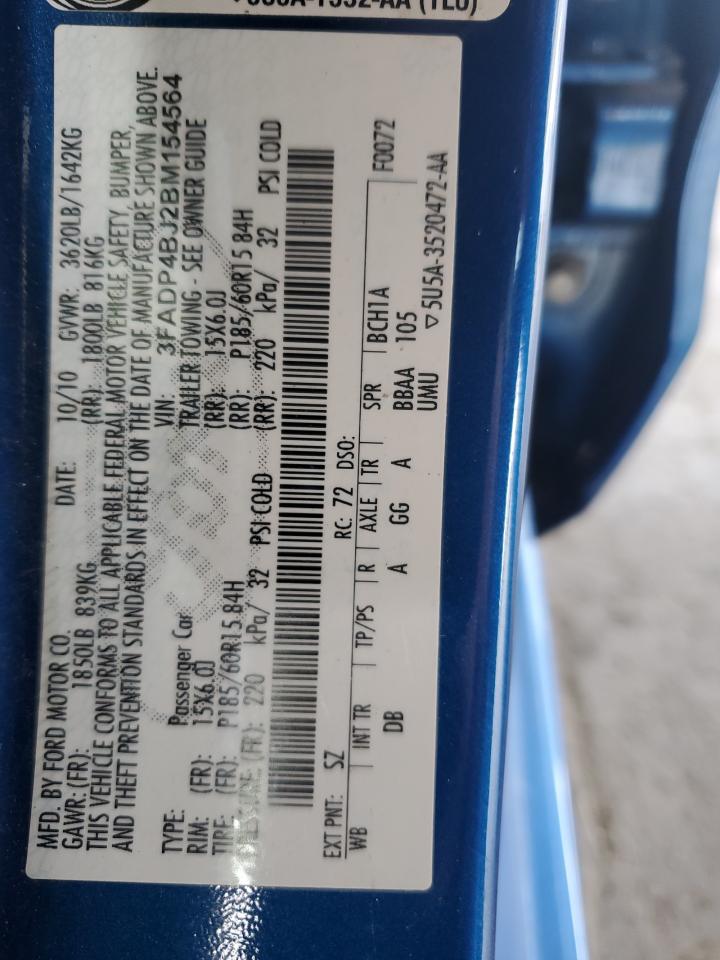 5U5A-1532-AA (TLU)
MFD. BY FORD MOTOR CO. DATE: 10/10 GVWR: 3620LB/1642KG
GAWR: (FR): 1850LB 839KG (RR): 1800LB 816KG
THIS VEHICLE CONFORMS TO ALL APPLICABLE FEDERAL MOTOR VEHICLE SAFETY, BUMPER,
AND THEFT PREVENTION STANDARDS IN EFFECT ON THE DATE OF MANUFACTURE SHOWN ABOVE.
VIN: 3FADP4BJ2BM154564
TYPE: Passenger Car TRAILER TOWING - SEE OWNER GUIDE
RIM: (FR): 15X6.0J (RR): 15X6.0J
TIRE: (FR): P185/60R15 84H (RR): P185/60R15 84H
PRESSURE: (FR): 220 kPa/ 32 PSI COLD (RR): 220 kPa/ 32 PSI COLD
EXT PNT: SZ RC: 72 DSO: F0072
WB INT TR TP/PS R AXLE TR SPR BCH1A
DB A GG A BBAA 105
UMU ▽5U5A-3520472-AA